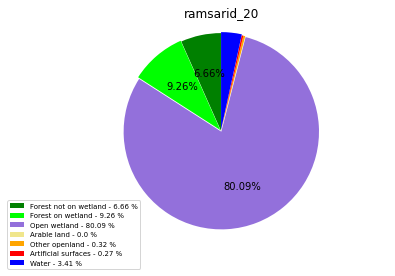 ramsarid_20
6.66%
9.26%
80.09%
Forest not on wetland - 6.66 %
Forest on wetland - 9.26 %
Open wetland - 80.09 %
Arable land - 0.0 %
Other openland - 0.32 %
Artificial surfaces - 0.27 %
Water - 3.41 %